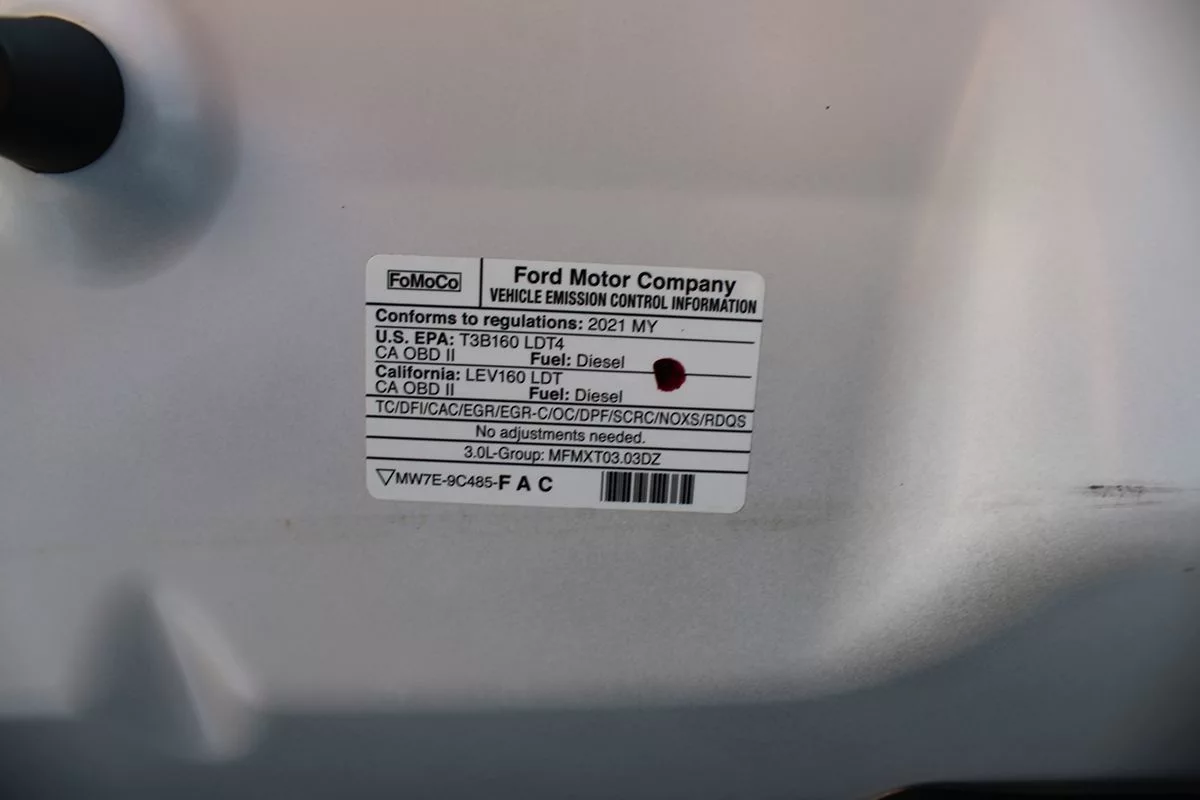 FoMoCo
Ford Motor Company
VEHICLE EMISSION CONTROL INFORMATION
Conforms to regulations: 2021 MY
U.S. EPA: T3B160 LDT4
CA OBD II Fuel: Diesel
California: LEV160 LDT
CA OBD II Fuel: Diesel
TC/DFI/CAC/EGR/EGR-C/OC/DPF/SCRC/NOXS/RDQS
No adjustments needed.
3.0L-Group: MFMXT03.03DZ
MW7E-9C485-F A C